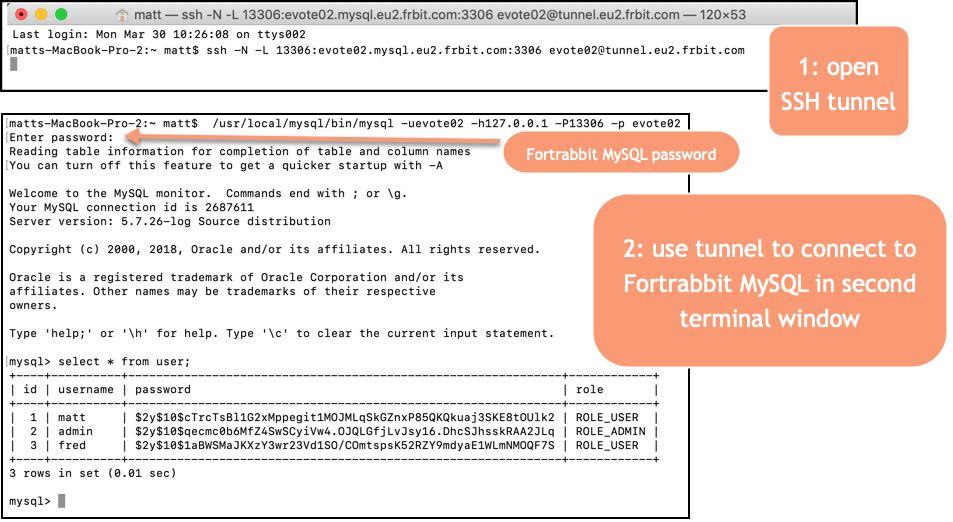 matt — ssh -N -L 13306:evote02.mysql.eu2.frbit.com:3306 evote02@tunnel.eu2.frbit.com — 120×53
Last login: Mon Mar 30 10:26:08 on ttys002
[matts-MacBook-Pro-2:~ matt$ ssh -N -L 13306:evote02.mysql.eu2.frbit.com:3306 evote02@tunnel.eu2.frbit.com
1: open
SSH tunnel
[matts-MacBook-Pro-2:~ matt$  /usr/local/mysql/bin/mysql -uevote02 -h127.0.0.1 -P13306 -p evote02
[Enter password:
Fortrabbit MySQL password
Reading table information for completion of table and column names
[You can turn off this feature to get a quicker startup with -A
Welcome to the MySQL monitor.  Commands end with ; or \g.
Your MySQL connection id is 2687611
Server version: 5.7.26-log Source distribution
Copyright (c) 2000, 2018, Oracle and/or its affiliates. All rights reserved.
Oracle is a registered trademark of Oracle Corporation and/or its
affiliates. Other names may be trademarks of their respective
owners.
Type 'help;' or '\h' for help. Type '\c' to clear the current input statement.
2: use tunnel to connect to
Fortrabbit MySQL in second
terminal window
[mysql> select * from user;
+----+----------+--------------------------------------------------------------+------------+
| id | username | password                                                     | role       |
+----+----------+--------------------------------------------------------------+------------+
|  1 | matt     | $2y$10$cTrcTsBl1G2xMppegit1MOJMLqSkGZnxP85QKQkuaj3SKE8tOUlk2 | ROLE_USER  |
|  2 | admin    | $2y$10$qecmc0b6MfZ4SwSCyiVw4.OJQLGfjLvJsy16.DhcSJhsskRAA2JLq | ROLE_ADMIN |
|  3 | fred     | $2y$10$1aBWSMaJKXzY3wr23Vd1SO/COmtspsK52RZY9mdyaE1WLmNMOQF7S | ROLE_USER  |
+----+----------+--------------------------------------------------------------+------------+
3 rows in set (0.01 sec)
mysql>